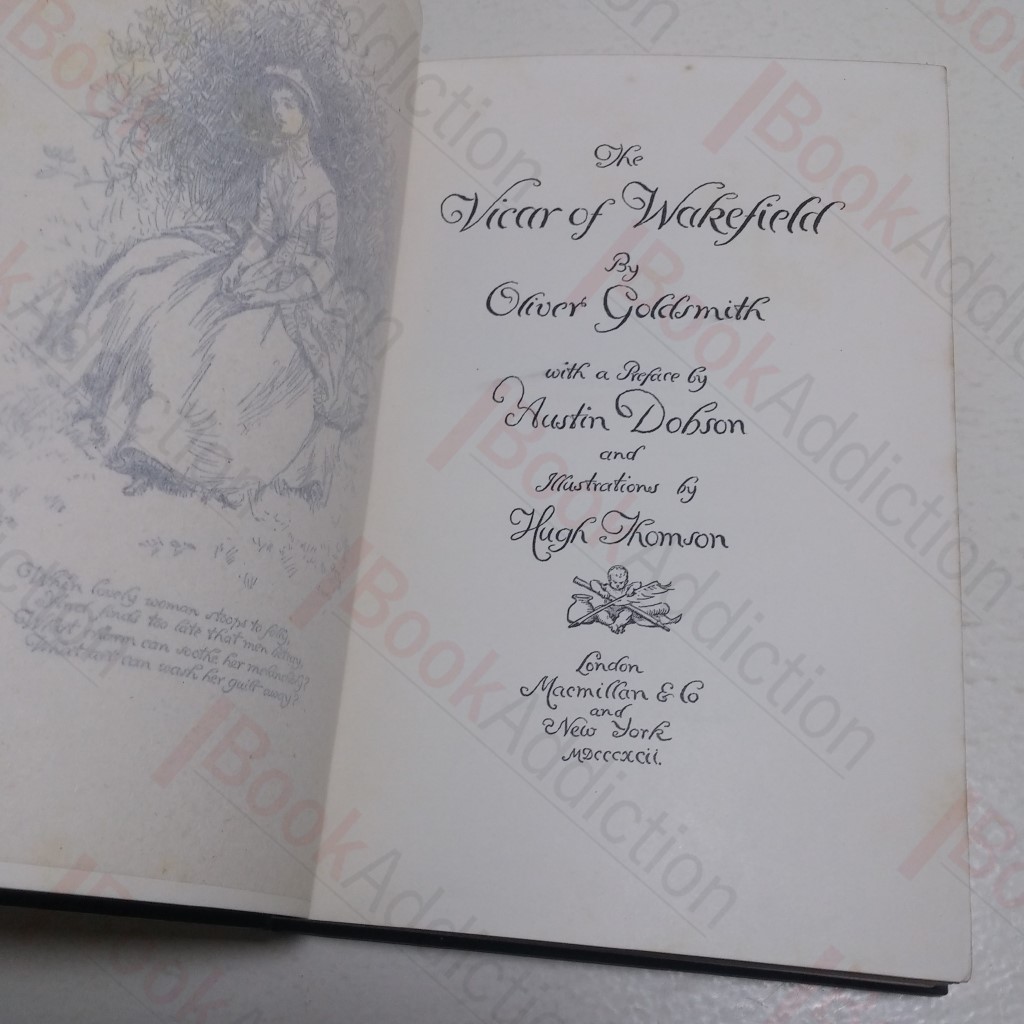 When lovely woman stoops to folly,
And finds too late that men betray,
What charm can soothe her melancholy?
What art can wash her guilt away?
The
Vicar of Wakefield
By
Oliver Goldsmith
with a Preface by
Austin Dobson
and
Illustrations by
Hugh Thomson
London
Macmillan & Co
and
New York
MDCCCXCII.
BookAddiction